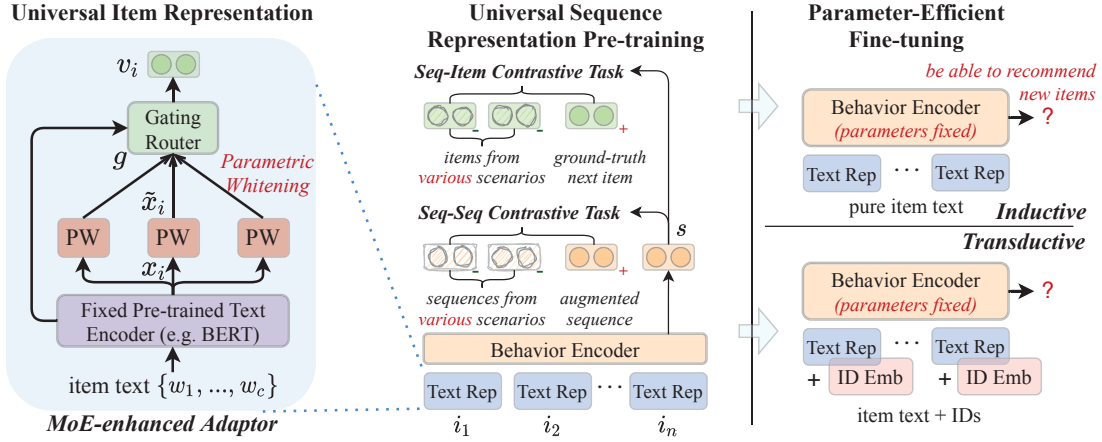 Universal Item Representation
v_i
Gating
Router
g
Parametric
Whitening
x̃_i
PW PW PW
x_i
Fixed Pre-trained Text
Encoder (e.g. BERT)
item text {w_1, ..., w_c}
MoE-enhanced Adaptor
Universal Sequence
Representation Pre-training
Seq-Item Contrastive Task
- - +
items from
various scenarios
ground-truth
next item
Seq-Seq Contrastive Task
s
- - +
sequences from
various scenarios
augmented
sequence
Behavior Encoder
Text Rep Text Rep ... Text Rep
i_1 i_2 i_n
Parameter-Efficient
Fine-tuning
be able to recommend
new items
Behavior Encoder
(parameters fixed)
?
Text Rep ... Text Rep
pure item text
Inductive
Transductive
Behavior Encoder
(parameters fixed)
?
Text Rep ... Text Rep
+ ID Emb + ID Emb
item text + IDs